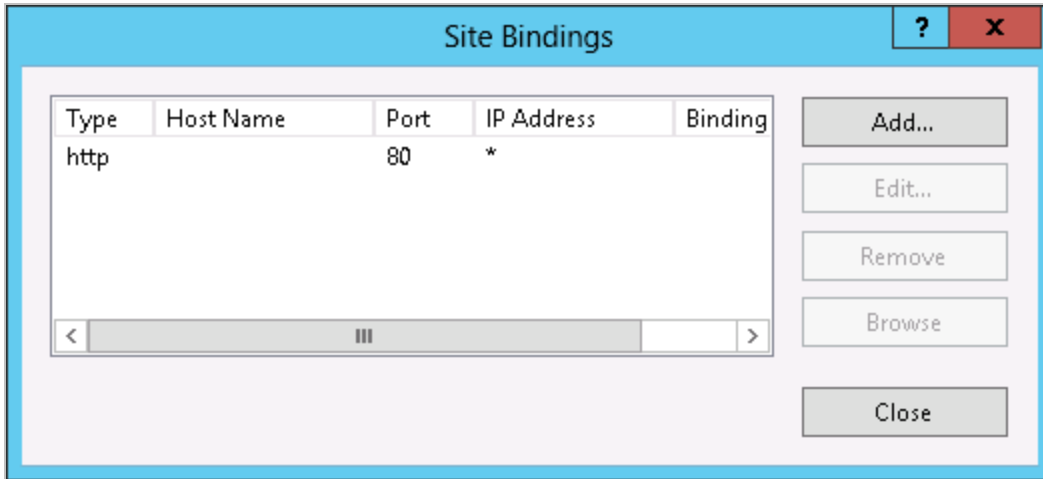 Site Bindings
? x
Type Host Name Port IP Address Binding
http 80 *
Add...
Edit...
Remove
Browse
Close